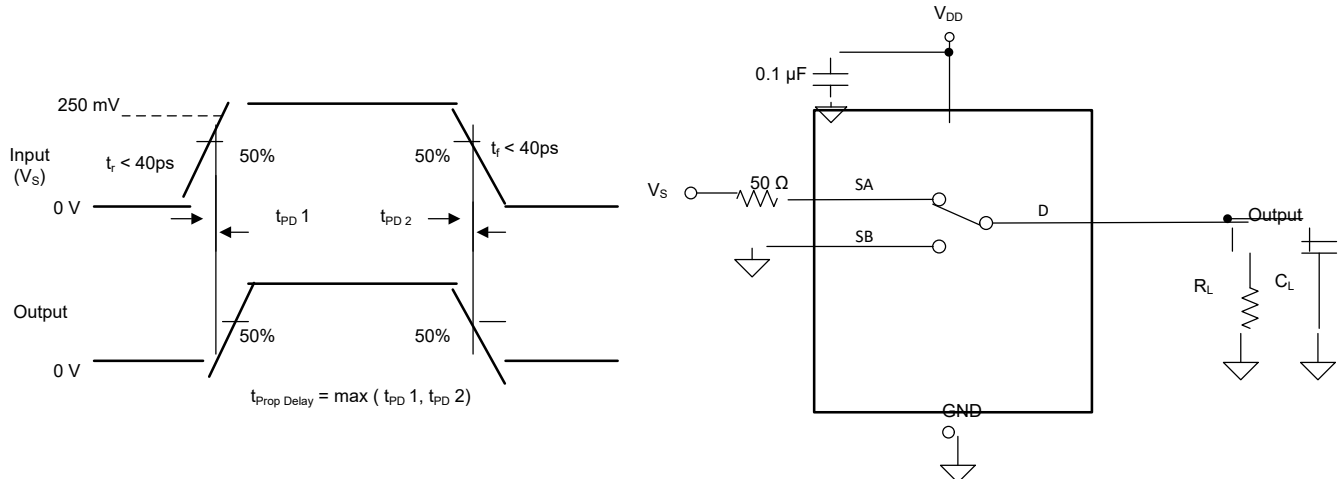 250 mV
Input
(VS)
tr < 40ps
50%
50%
tf < 40ps
0 V
tPD 1
tPD 2
Output
50%
50%
0 V
tProp Delay = max ( tPD 1, tPD 2)
VDD
0.1 µF
VS
50 Ω
SA
D
Output
SB
RL
CL
GND